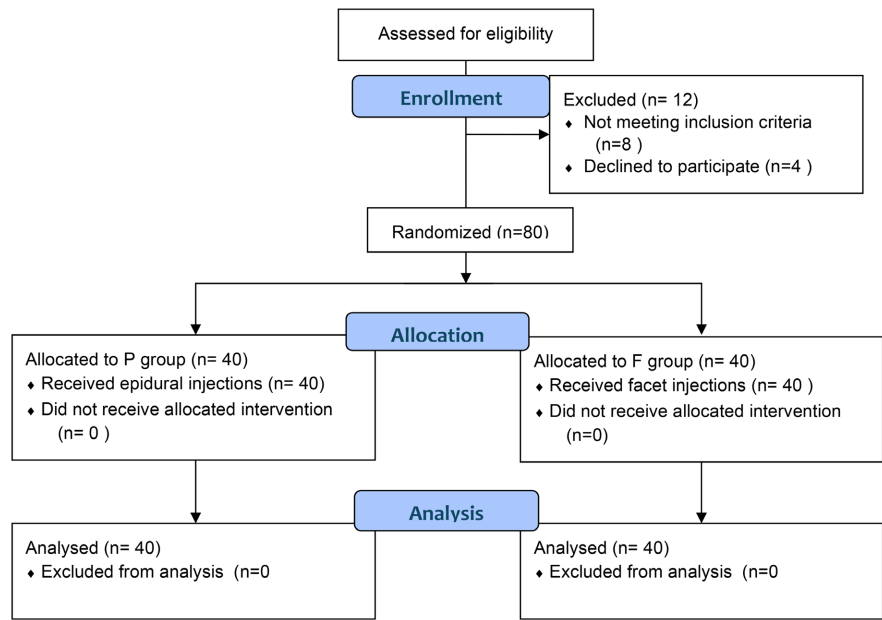 Assessed for eligibility
Enrollment
Excluded (n= 12)
♦ Not meeting inclusion criteria
(n=8 )
♦ Declined to participate (n=4 )
Randomized (n=80)
Allocation
Allocated to P group (n= 40)
♦ Received epidural injections (n= 40)
♦ Did not receive allocated intervention
(n= 0 )
Allocated to F group (n= 40)
♦ Received facet injections (n= 40 )
♦ Did not receive allocated intervention
(n=0)
Analysis
Analysed (n= 40)
♦ Excluded from analysis (n=0
Analysed (n= 40)
♦ Excluded from analysis (n=0